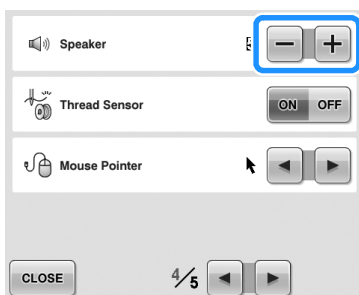 Speaker
− +
Thread Sensor
ON OFF
Mouse Pointer
CLOSE
4/5